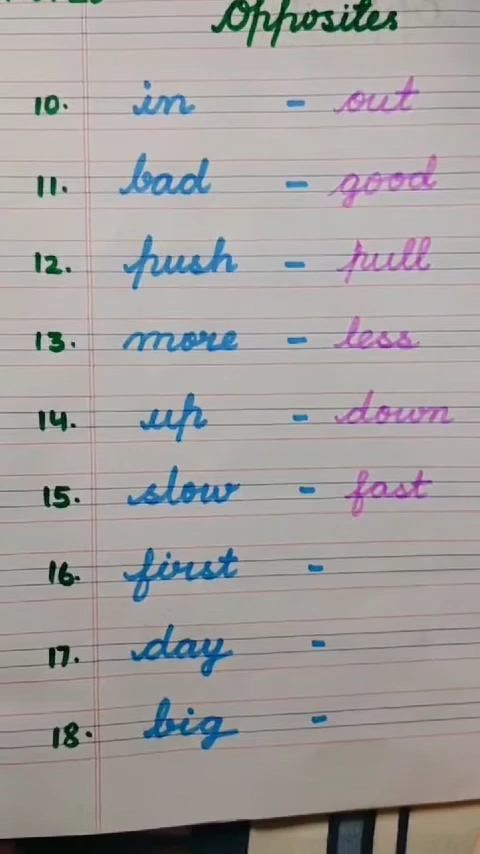 Opposites
10. in - out
11. bad - good
12. push - pull
13. more - less
14. up - down
15. slow - fast
16. first -
17. day -
18. big -